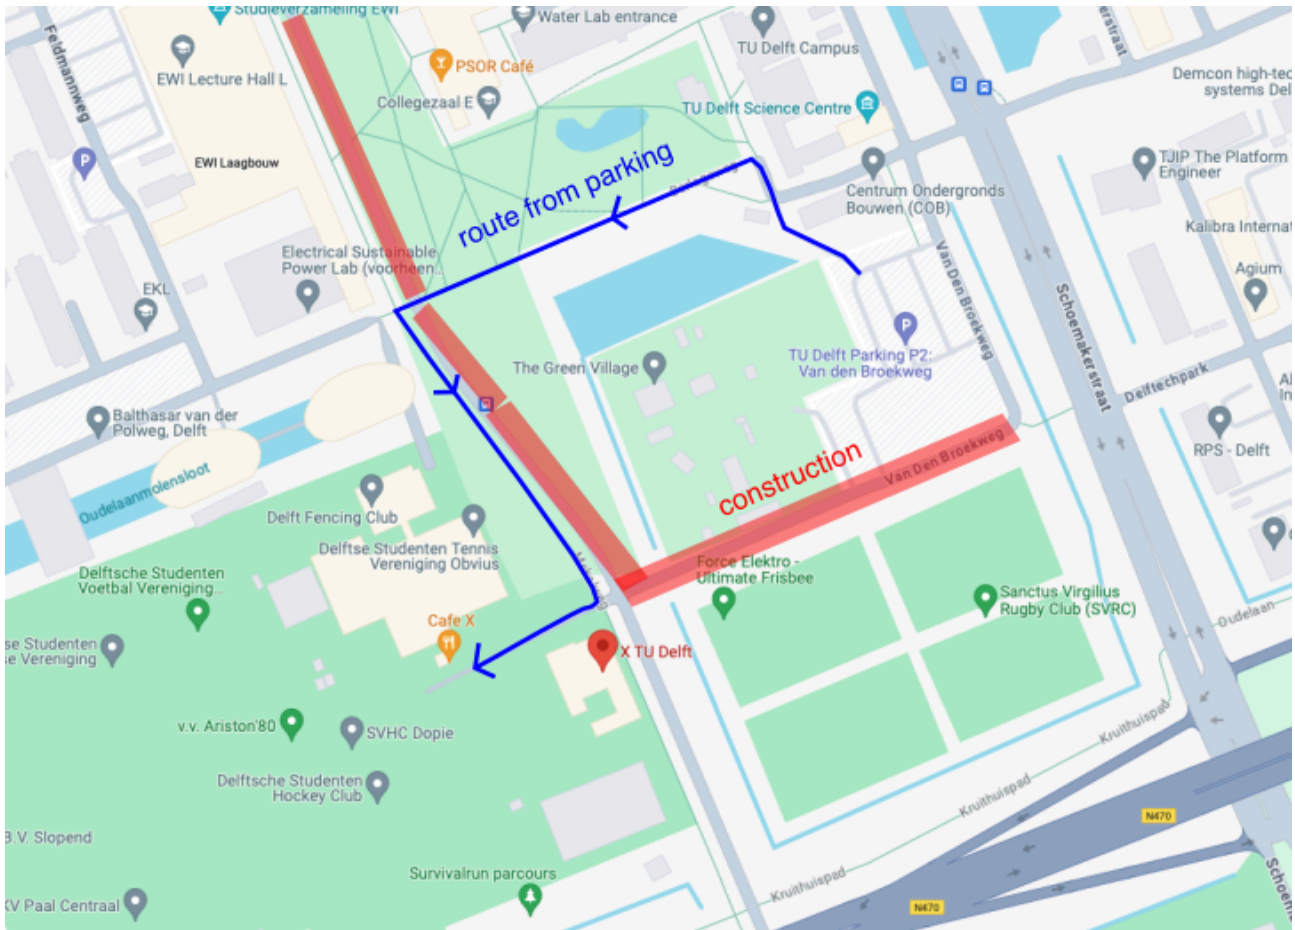 Studieverzameling EWI
Water Lab entrance
TU Delft Campus
Feldmannweg
EWI Lecture Hall L
PSOR Café
Collegezaal E
TU Delft Science Centre
Demcon high-tec
systems Del
EWI Laagbouw
P
route from parking
Centrum Ondergronds
Bouwen (COB)
TJIP The Platform
Engineer
Kalibra Internat
Electrical Sustainable
Power Lab (voorheen...
EKL
Agium
Van Den Broekweg
Schoemakerstraat
P
TU Delft Parking P2:
Van den Broekweg
The Green Village
Delftechpark
Balthasar van der
Polweg, Delft
Oudelaanmolensloot
construction
Van Den Broekweg
RPS - Delft
Delft Fencing Club
Delftse Studenten Tennis
Vereniging Obvius
Delftsche Studenten
Voetbal Vereniging...
Force Elektro -
Ultimate Frisbee
Sanctus Virgilius
Rugby Club (SVRC)
Oudelaan
Cafe X
X TU Delft
se Studenten
se Vereniging
v.v. Ariston'80
SVHC Dopie
Delftsche Studenten
Hockey Club
Kruithuispad
Kruithuispad
N470
B.V. Slopend
Survivalrun parcours
Kruithuispad
N470
KV Paal Centraal
Schoema